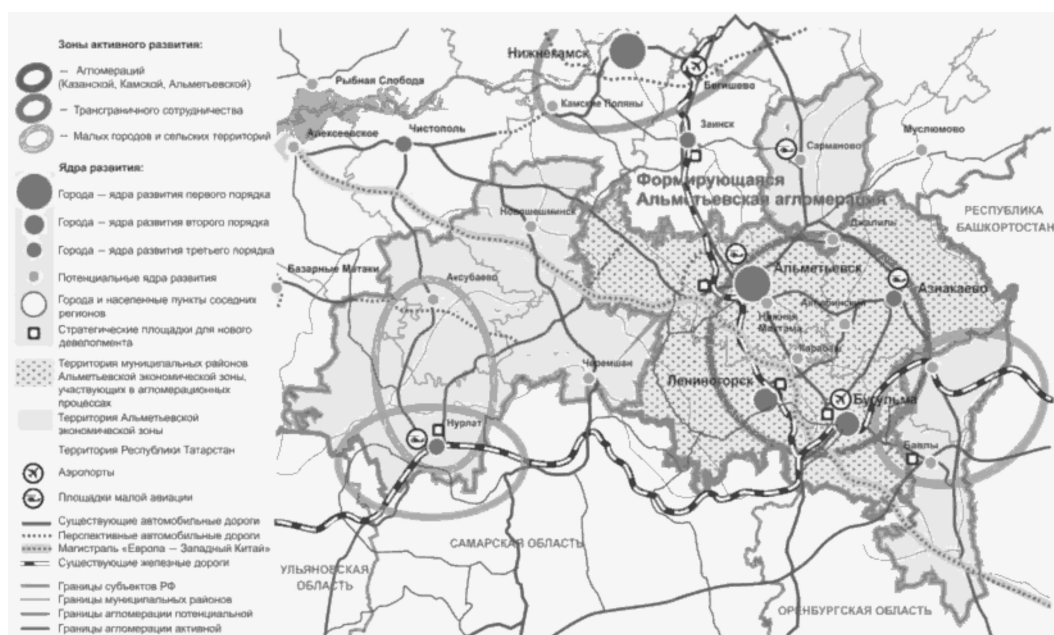 Зоны активного развития:
— Агломераций
(Казанской, Камской, Альметьевской)
— Трансграничного сотрудничества
— Малых городов и сельских территорий
Ядра развития:
Города — ядра развития первого порядка
Города — ядра развития второго порядка
Города — ядра развития третьего порядка
Потенциальные ядра развития
Города и населенные пункты соседних
регионов
Стратегические площадки для нового
девелопмента
Территория муниципальных районов
Альметьевской экономической зоны,
участвующих в агломерационных
процессах
Территория Альметьевской
экономической зоны
Территория Республики Татарстан
Аэропорты
Площадки малой авиации
Существующие автомобильные дороги
Перспективные автомобильные дороги
Магистраль «Европа — Западный Китай»
Существующие железные дороги
Границы субъектов РФ
Границы муниципальных районов
Границы агломерации потенциальной
Границы агломерации активной
Нижнекамск
Рыбная Слобода
Бегишево
Камские Поляны
Алексеевское
Чистополь
Заинск
Сарманово
Муслюмово
Формирующаяся
Альметьевская агломерация
Новошешминск
Джалиль
РЕСПУБЛИКА
БАШКОРТОСТАН
Базарные Матаки
Аксубаево
Альметьевск
Азнакаево
Актюбинский
Нижняя
Мактама
Карабаш
Черемшан
Лениногорск
Бугульма
Нурлат
Бавлы
САМАРСКАЯ ОБЛАСТЬ
УЛЬЯНОВСКАЯ
ОБЛАСТЬ
ОРЕНБУРГСКАЯ ОБЛАСТЬ